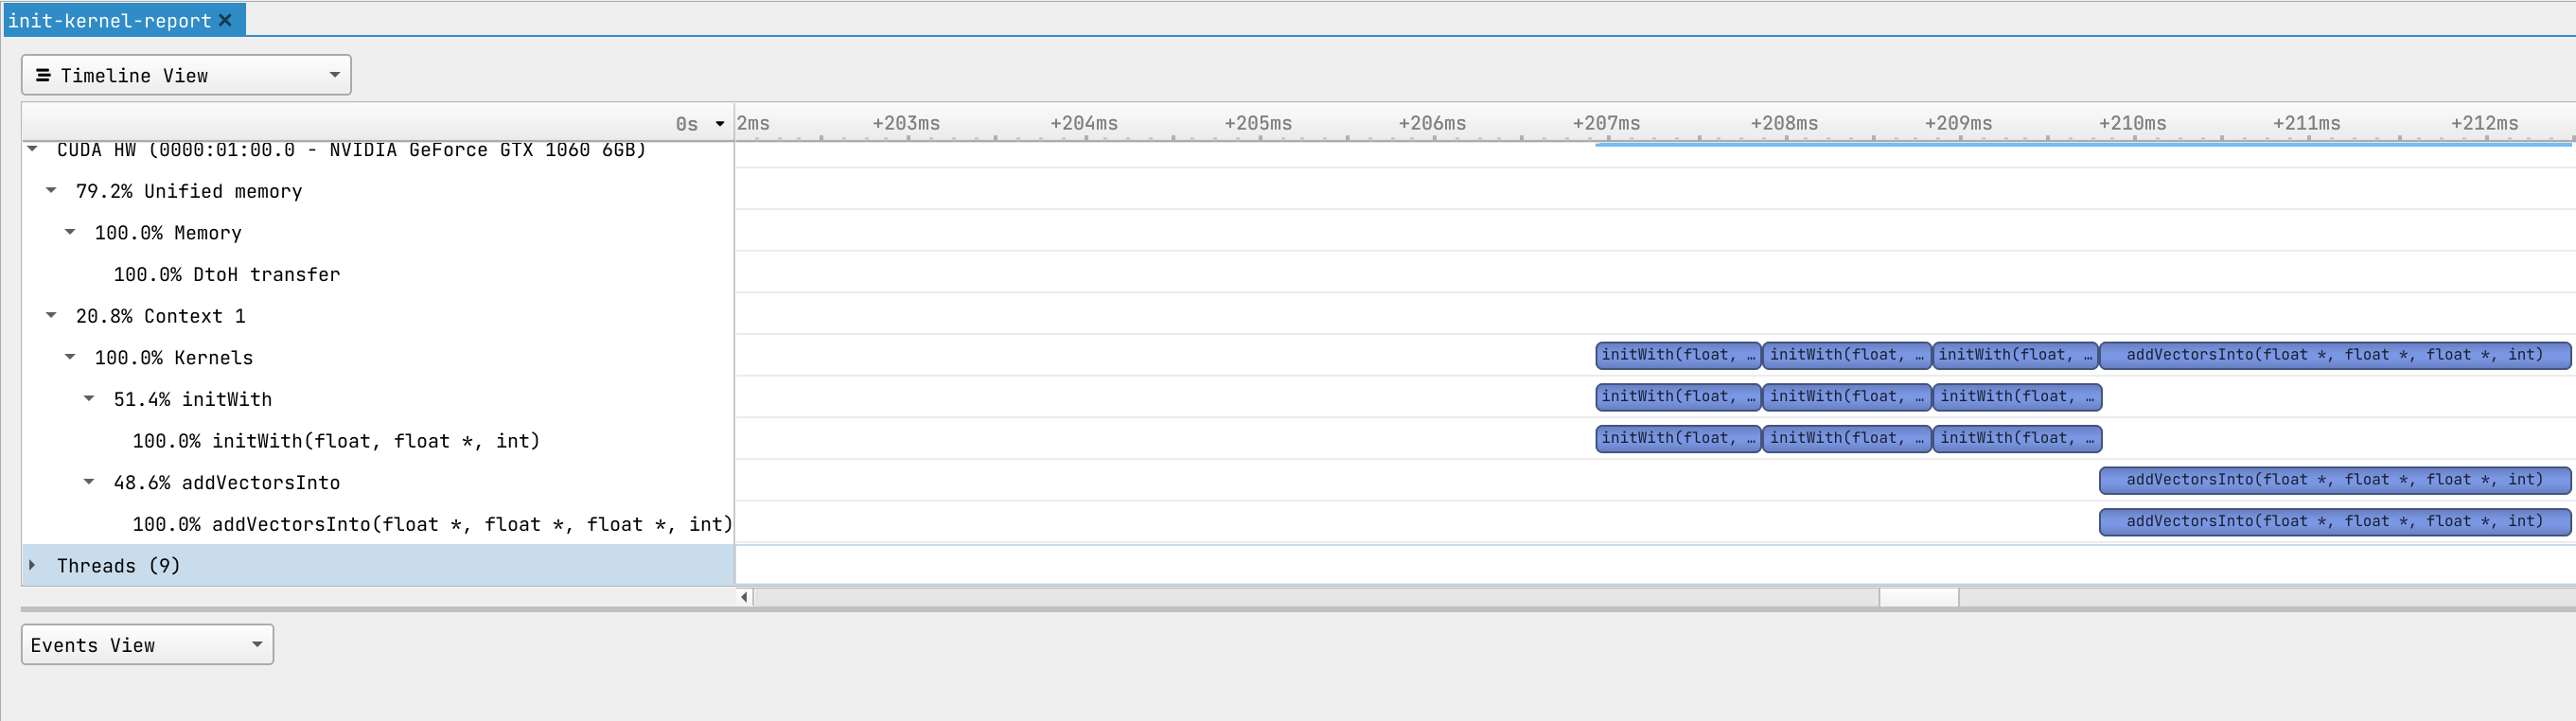 init-kernel-report
Timeline View
0s 2ms +203ms +204ms +205ms +206ms +207ms +208ms +209ms +210ms +211ms +212ms
CUDA HW (0000:01:00.0 - NVIDIA GeForce GTX 1060 6GB)
79.2% Unified memory
100.0% Memory
100.0% DtoH transfer
20.8% Context 1
100.0% Kernels initWith(float, … initWith(float, … initWith(float, … addVectorsInto(float *, float *, float *, int)
51.4% initWith initWith(float, … initWith(float, … initWith(float, …
100.0% initWith(float, float *, int) initWith(float, … initWith(float, … initWith(float, …
48.6% addVectorsInto addVectorsInto(float *, float *, float *, int)
100.0% addVectorsInto(float *, float *, float *, int) addVectorsInto(float *, float *, float *, int)
Threads (9)
Events View